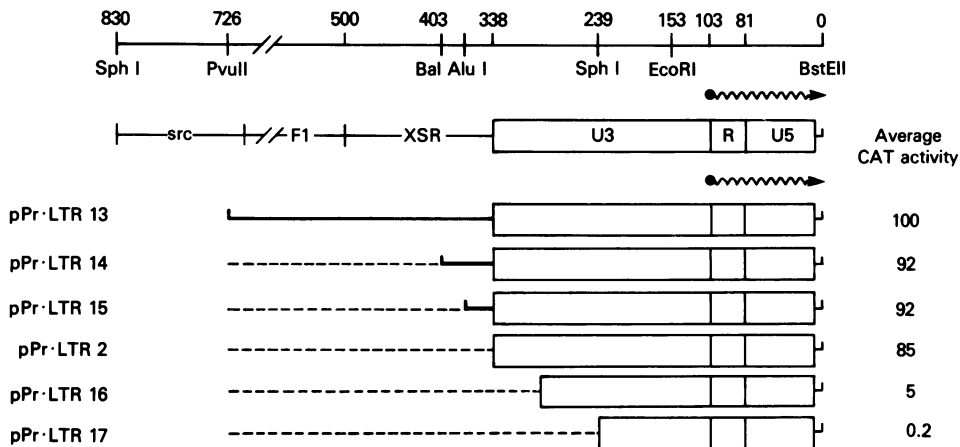 830 726 500 403 338 239 153 103 81 0
Sph I PvuII Bal Alu I Sph I EcoRI BstEII
src F1 XSR U3 R U5
Average
CAT activity
pPr·LTR 13 100
pPr·LTR 14 92
pPr·LTR 15 92
pPr·LTR 2 85
pPr·LTR 16 5
pPr·LTR 17 0.2